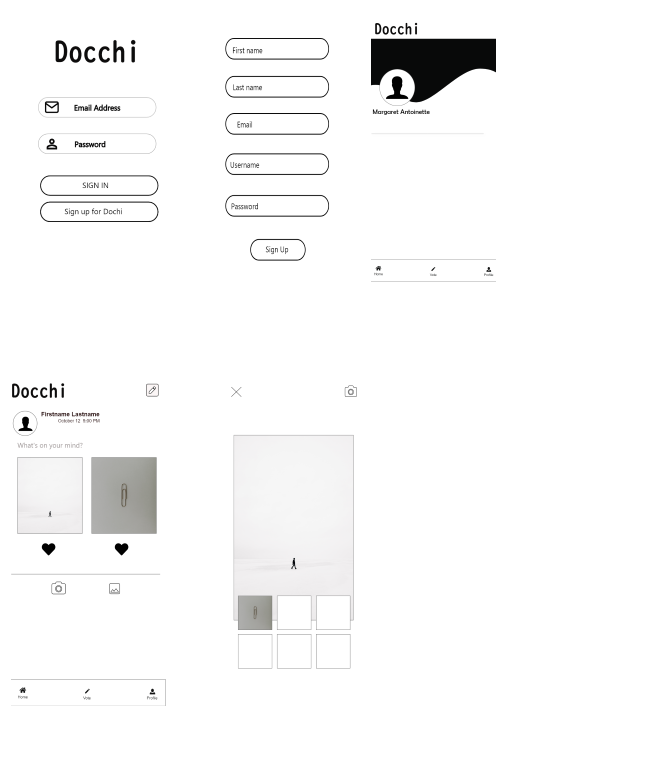 Docchi
Email Address
Password
SIGN IN
Sign up for Dochi
First name
Last name
Email
Username
Password
Sign Up
Docchi
Margaret Antoinette
Home
Vote
Profile
Docchi
Firstname Lastname
October 12 9:00 PM
What's on your mind?
Home
Vote
Profile